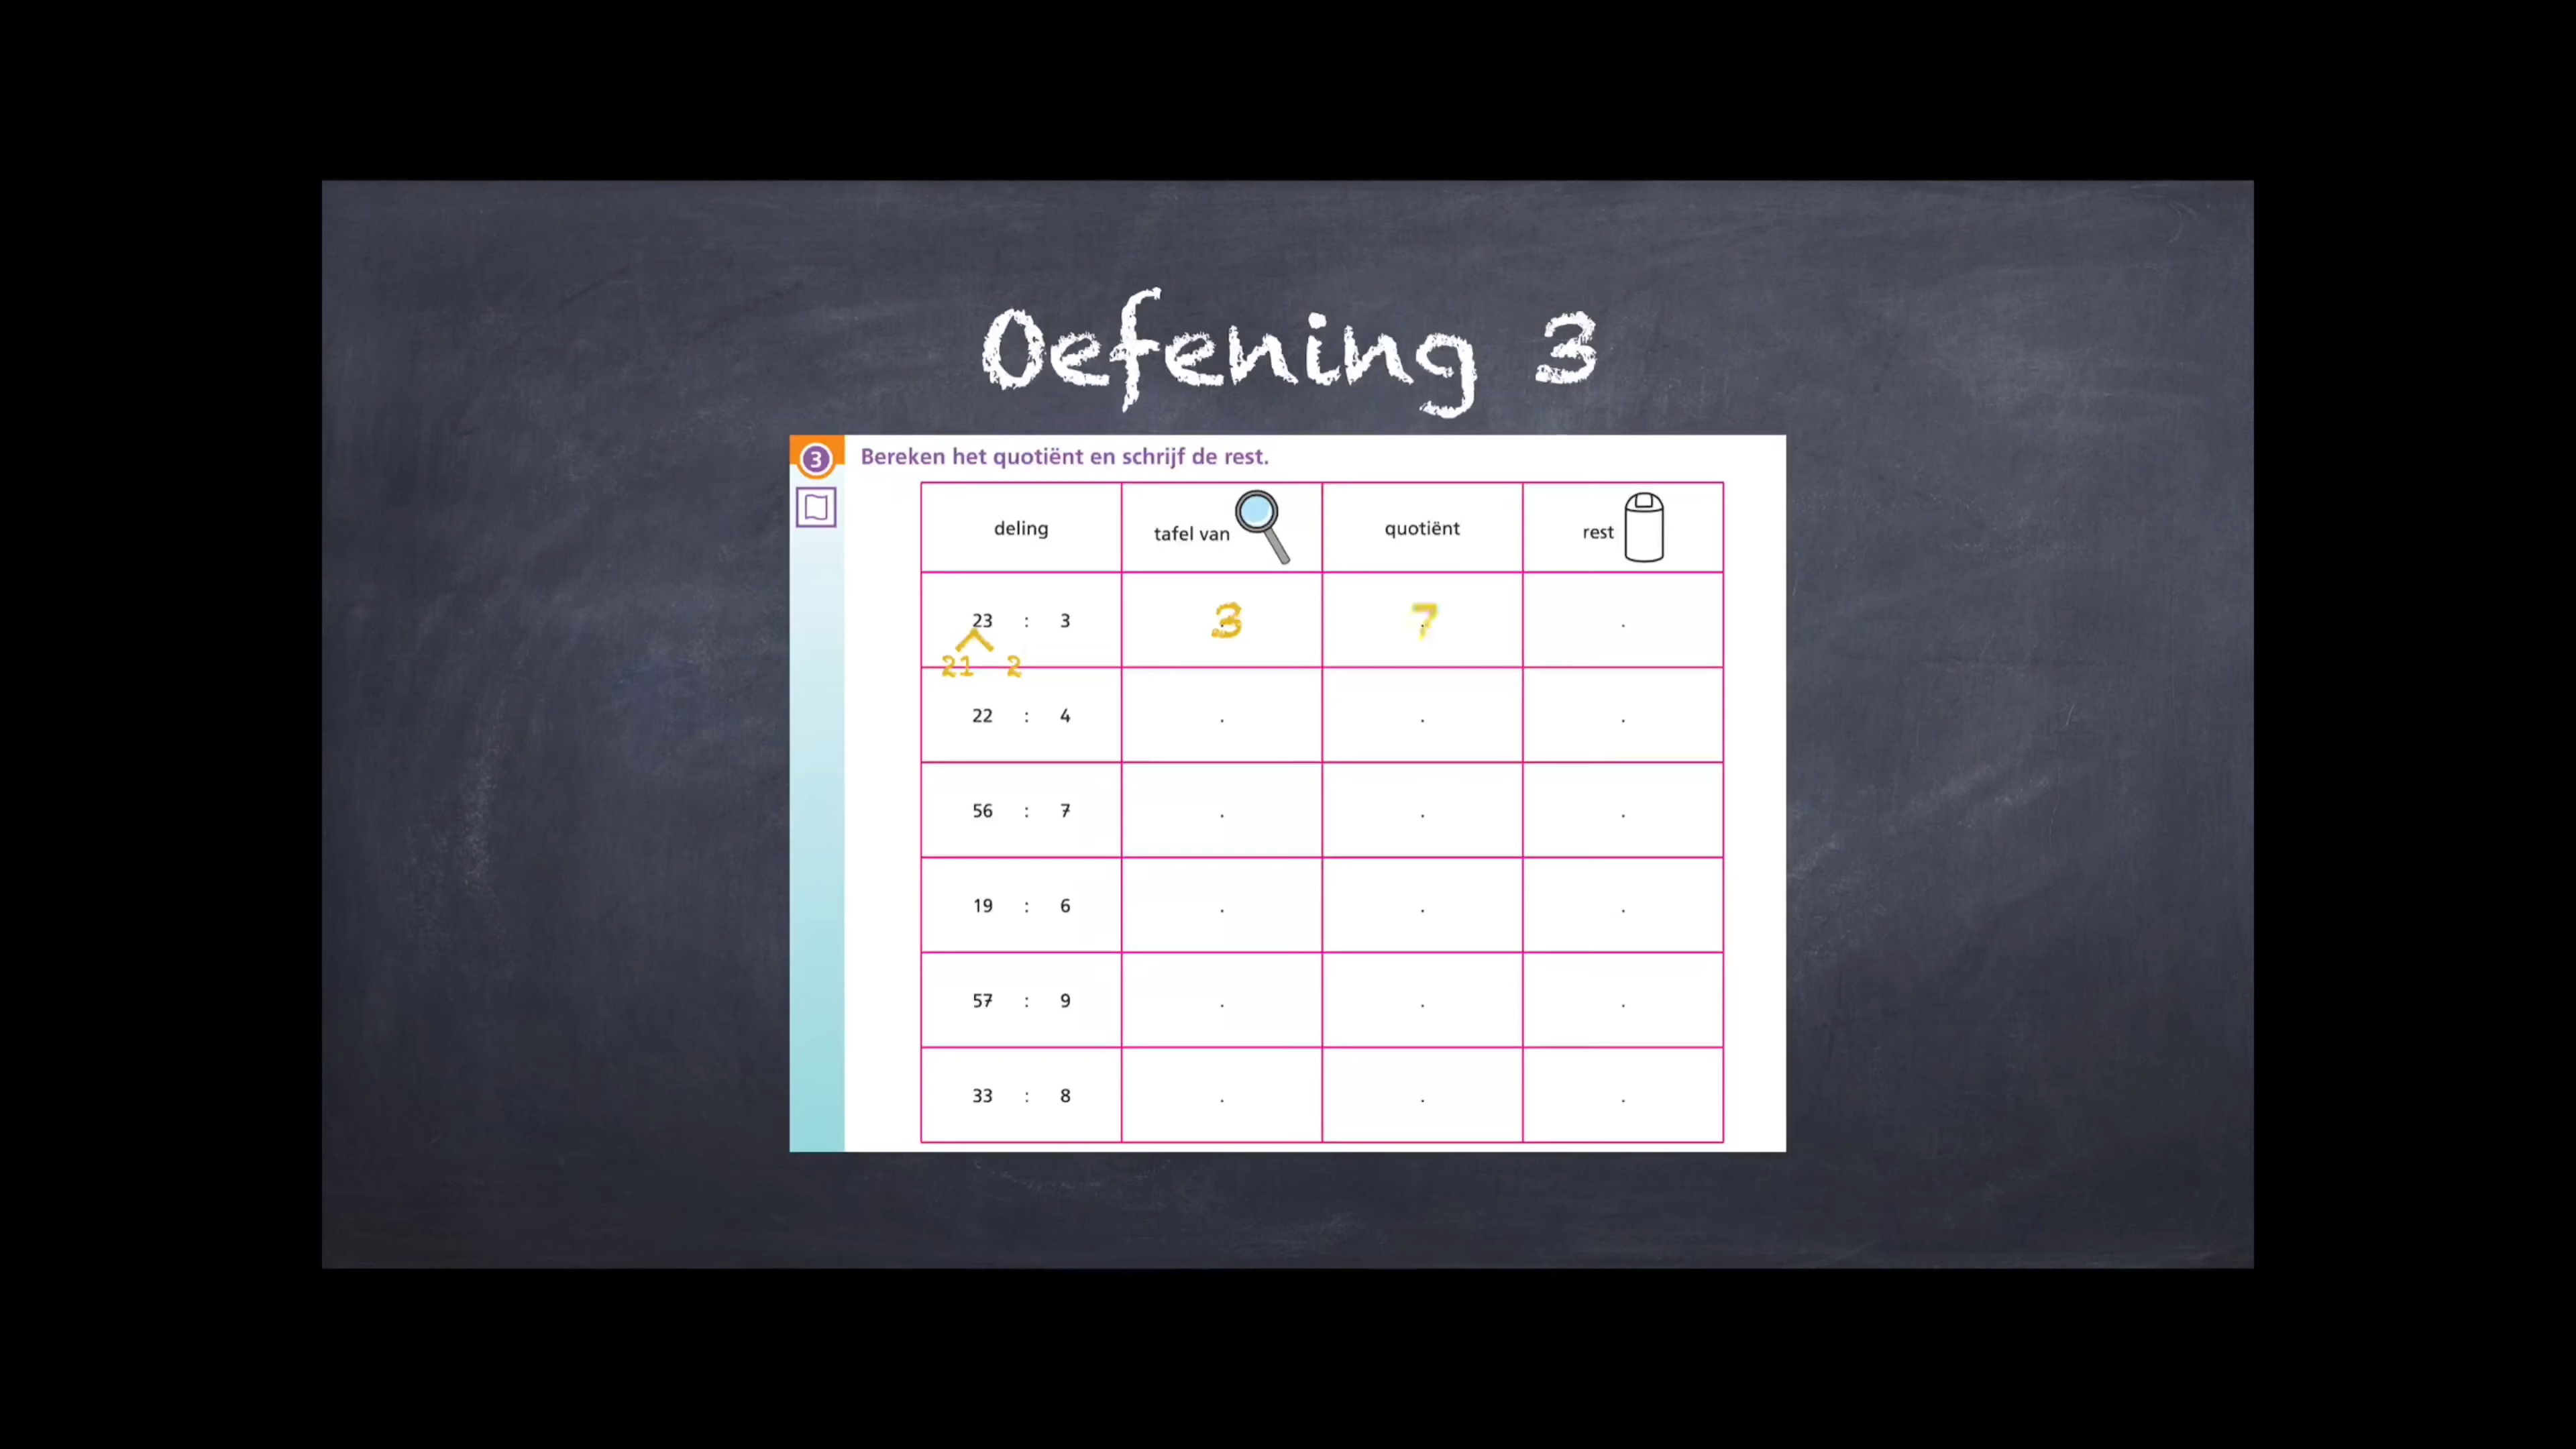 Oefening 3
3 Bereken het quotiënt en schrijf de rest.
deling tafel van quotiënt rest
23 : 3 3 7 .
21 2
22 : 4 . . .
56 : 7 . . .
19 : 6 . . .
57 : 9 . . .
33 : 8 . . .